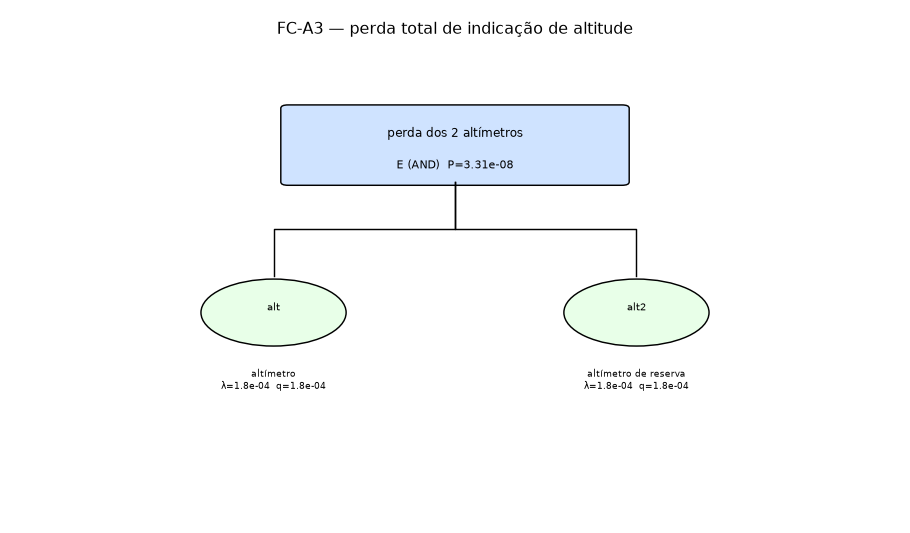 FC-A3 — perda total de indicação de altitude
perda dos 2 altímetros
E (AND)  P=3.31e-08
alt
alt2
altímetro
λ=1.8e-04  q=1.8e-04
altímetro de reserva
λ=1.8e-04  q=1.8e-04